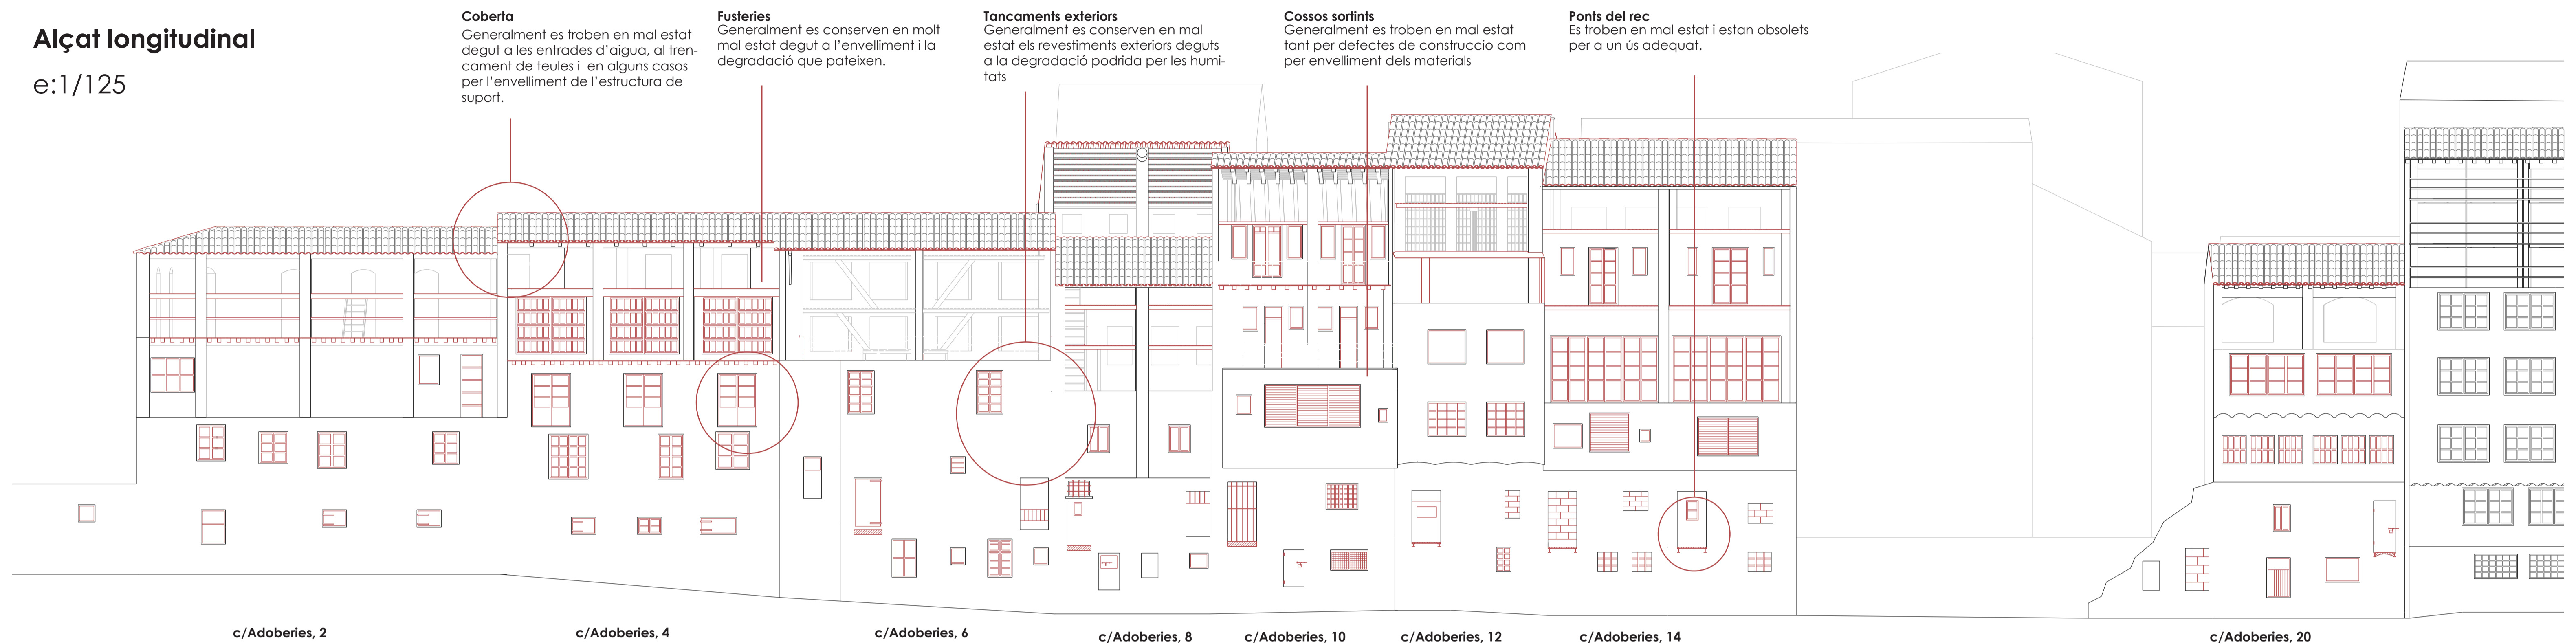 Alçat longitudinal
e:1/125
Coberta
Generalment es troben en mal estat
degut a les entrades d'aigua, al tren-
cament de teules i  en alguns casos
per l'envelliment de l'estructura de
suport.
Fusteries
Generalment es conserven en molt
mal estat degut a l'envelliment i la
degradació que pateixen.
Tancaments exteriors
Generalment es conserven en mal
estat els revestiments exteriors deguts
a la degradació podrida per les humi-
tats
Cossos sortints
Generalment es troben en mal estat
tant per defectes de construccio com
per envelliment dels materials
Ponts del rec
Es troben en mal estat i estan obsolets
per a un ús adequat.
c/Adoberies, 2
c/Adoberies, 4
c/Adoberies, 6
c/Adoberies, 8
c/Adoberies, 10
c/Adoberies, 12
c/Adoberies, 14
c/Adoberies, 20